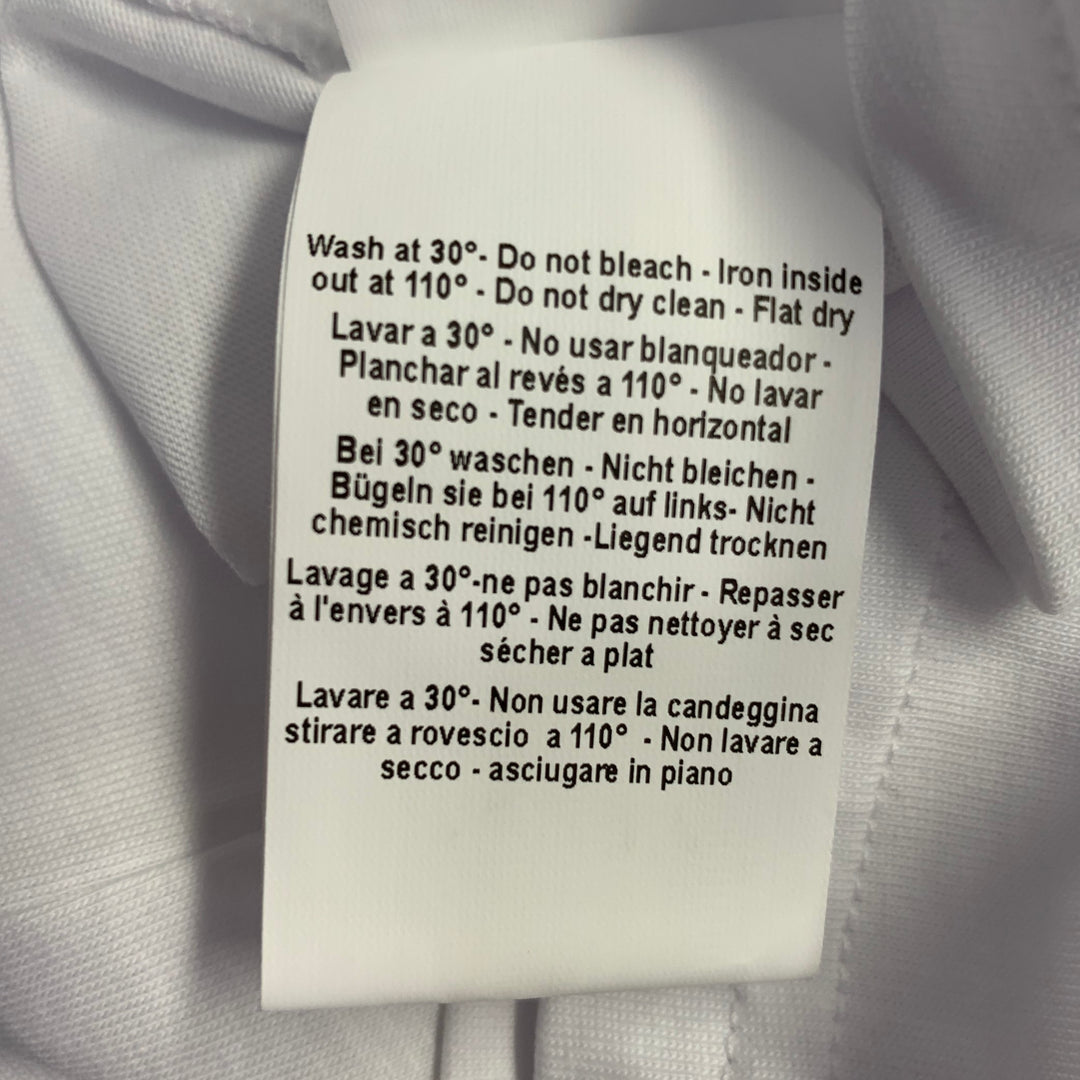 Wash at 30°- Do not bleach - Iron inside
out at 110° - Do not dry clean - Flat dry
Lavar a 30° - No usar blanqueador -
Planchar al revés a 110° - No lavar
en seco - Tender en horizontal
Bei 30° waschen - Nicht bleichen -
Bügeln sie bei 110° auf links- Nicht
chemisch reinigen -Liegend trocknen
Lavage a 30°-ne pas blanchir - Repasser
à l'envers à 110° - Ne pas nettoyer à sec
sécher a plat
Lavare a 30°- Non usare la candeggina
stirare a rovescio a 110° - Non lavare a
secco - asciugare in piano